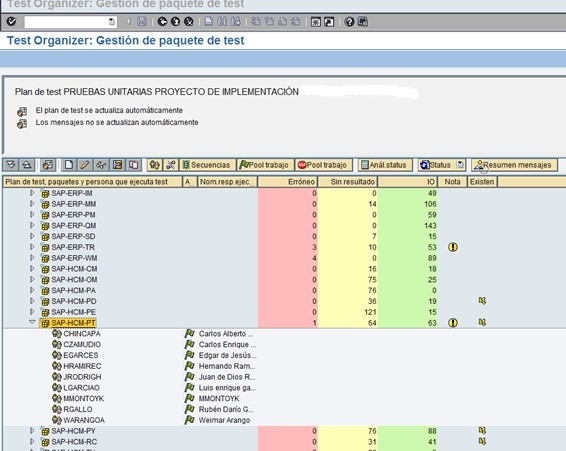 Test Organizer: Gestión de paquete de test
Test Organizer: Gestión de paquete de test
Plan de test PRUEBAS UNITARIAS PROYECTO DE IMPLEMENTACIÓN
El plan de test se actualiza automáticamente
Los mensajes no se actualizan automáticamente
Secuencias Pool trabajo Pool trabajo Anál.status Status Resumen mensajes
Plan de test, paquetes y persona que ejecuta test A... Nom.resp.ejec. Erróneo Sin resultado IO Nota Existen
SAP-ERP-IM 0 0 49
SAP-ERP-MM 0 14 106
SAP-ERP-PM 0 0 59
SAP-ERP-QM 0 0 143
SAP-ERP-SD 0 7 15
SAP-ERP-TR 3 10 53
SAP-ERP-WM 4 0 89
SAP-HCM-CM 0 16 18
SAP-HCM-OM 0 75 25
SAP-HCM-PA 0 76 0
SAP-HCM-PD 0 36 19
SAP-HCM-PE 0 121 15
SAP-HCM-PT 1 64 63
CHINCAPA Carlos Alberto ...
CZAMUDIO Carlos Enrique ...
EGARCES Edgar de Jesús...
HRAMIREC Hernando Ram...
JRODRIGH Juan de Dios R...
LGARCIAO Luis enrique ga...
MMONTOYK MMONTOYK
RGALLO Rubén Darío G...
WARANGOA Weimar Arango
SAP-HCM-PY 0 76 88
SAP-HCM-RC 0 31 41